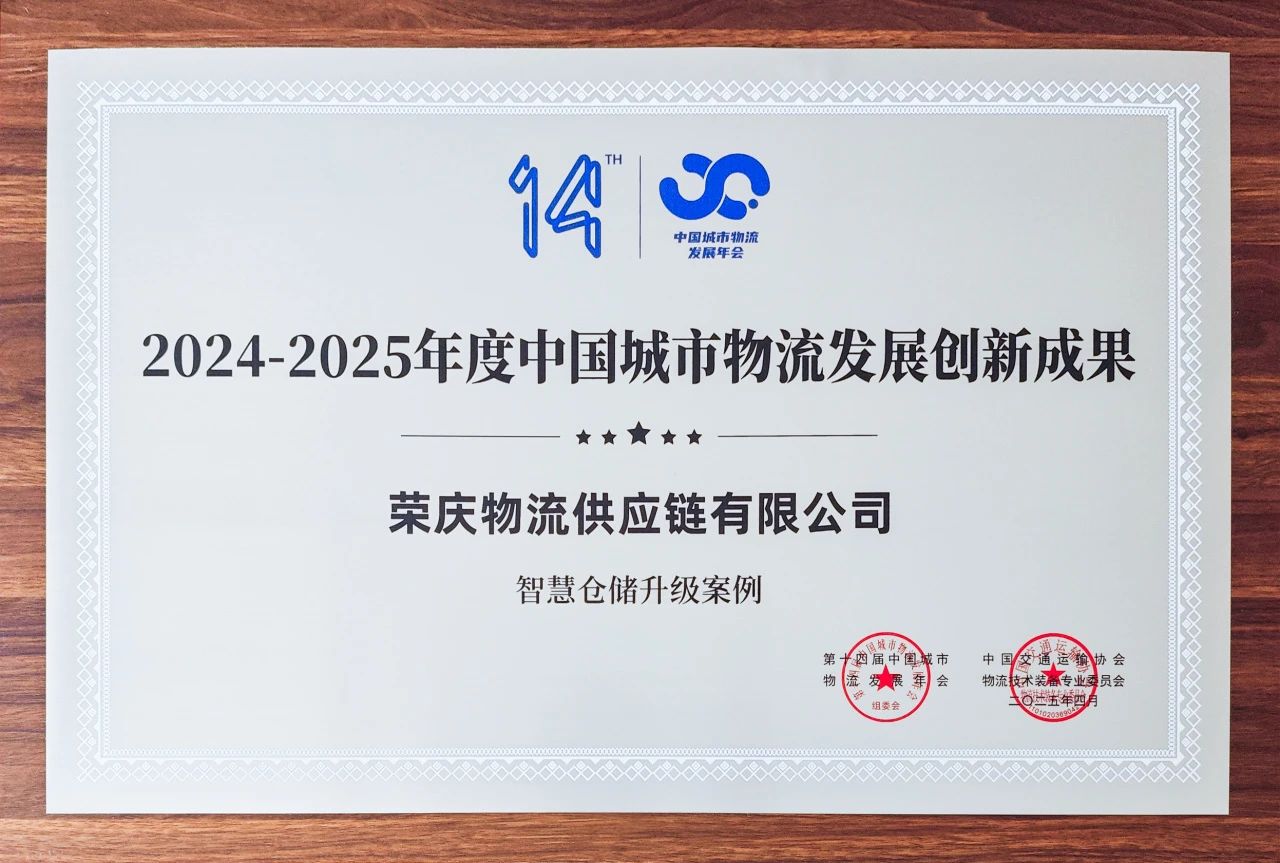 14TH
中国城市物流
发展年会
2024-2025年度中国城市物流发展创新成果
荣庆物流供应链有限公司
智慧仓储升级案例
第十四届中国城市
物流发展年会
组委会
中国交通运输协会
物流技术装备专业委员会
二〇二五年四月